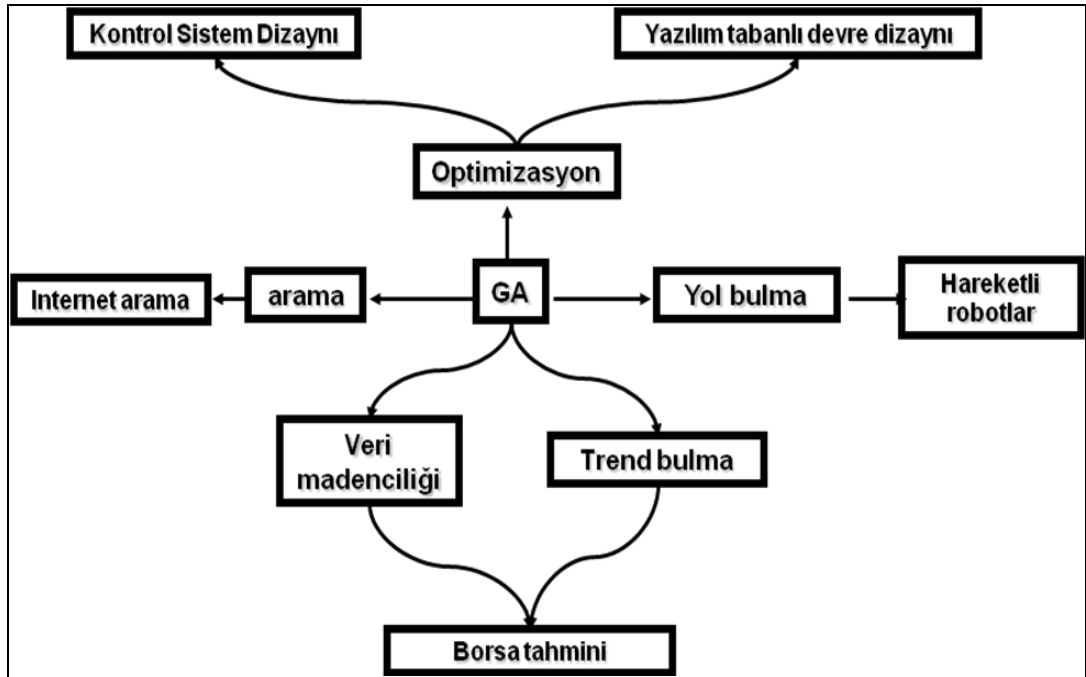 Kontrol Sistem Dizaynı
Yazılım tabanlı devre dizaynı
Optimizasyon
Internet arama
arama
GA
Yol bulma
Hareketli
robotlar
Veri
madenciliği
Trend bulma
Borsa tahmini